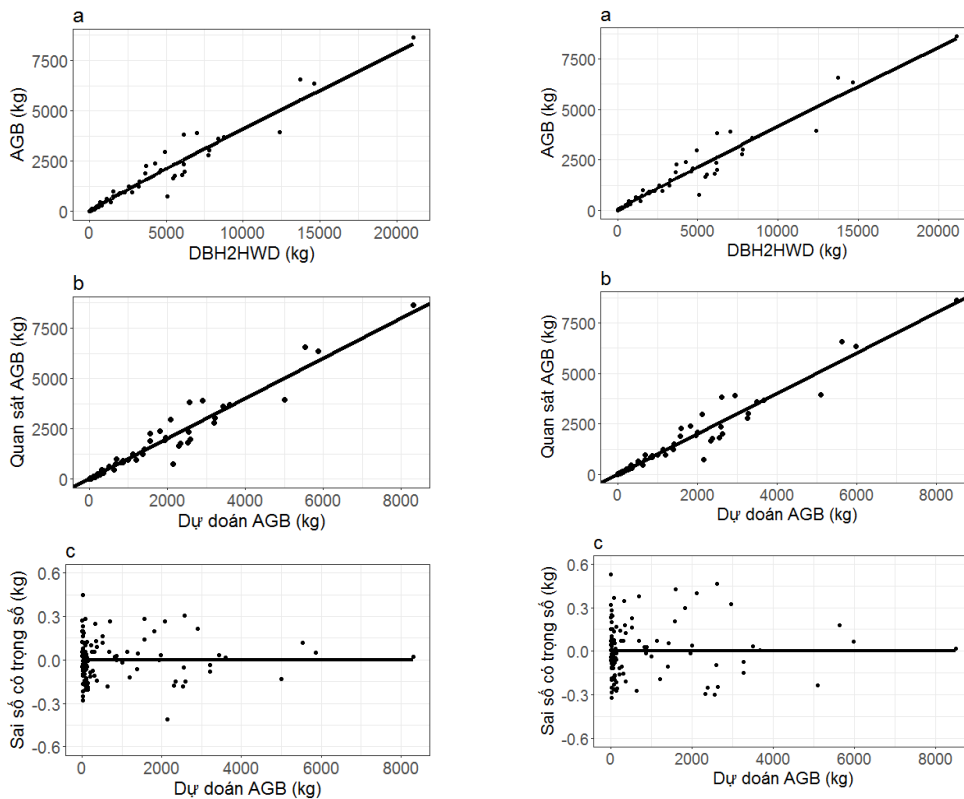 a
AGB (kg)
7500
5000
2500
0
0 5000 10000 15000 20000
DBH2HWD (kg)
b
Quan sát AGB (kg)
7500
5000
2500
0
0 2000 4000 6000 8000
Dự doán AGB (kg)
c
Sai số có trọng số (kg)
0.6
0.3
0.0
-0.3
-0.6
0 2000 4000 6000 8000
Dự doán AGB (kg)
a
AGB (kg)
7500
5000
2500
0
0 5000 10000 15000 20000
DBH2HWD (kg)
b
Quan sát AGB (kg)
7500
5000
2500
0
0 2000 4000 6000 8000
Dự doán AGB (kg)
c
Sai số có trọng số (kg)
0.6
0.3
0.0
-0.3
-0.6
0 2000 4000 6000 8000
Dự doán AGB (kg)